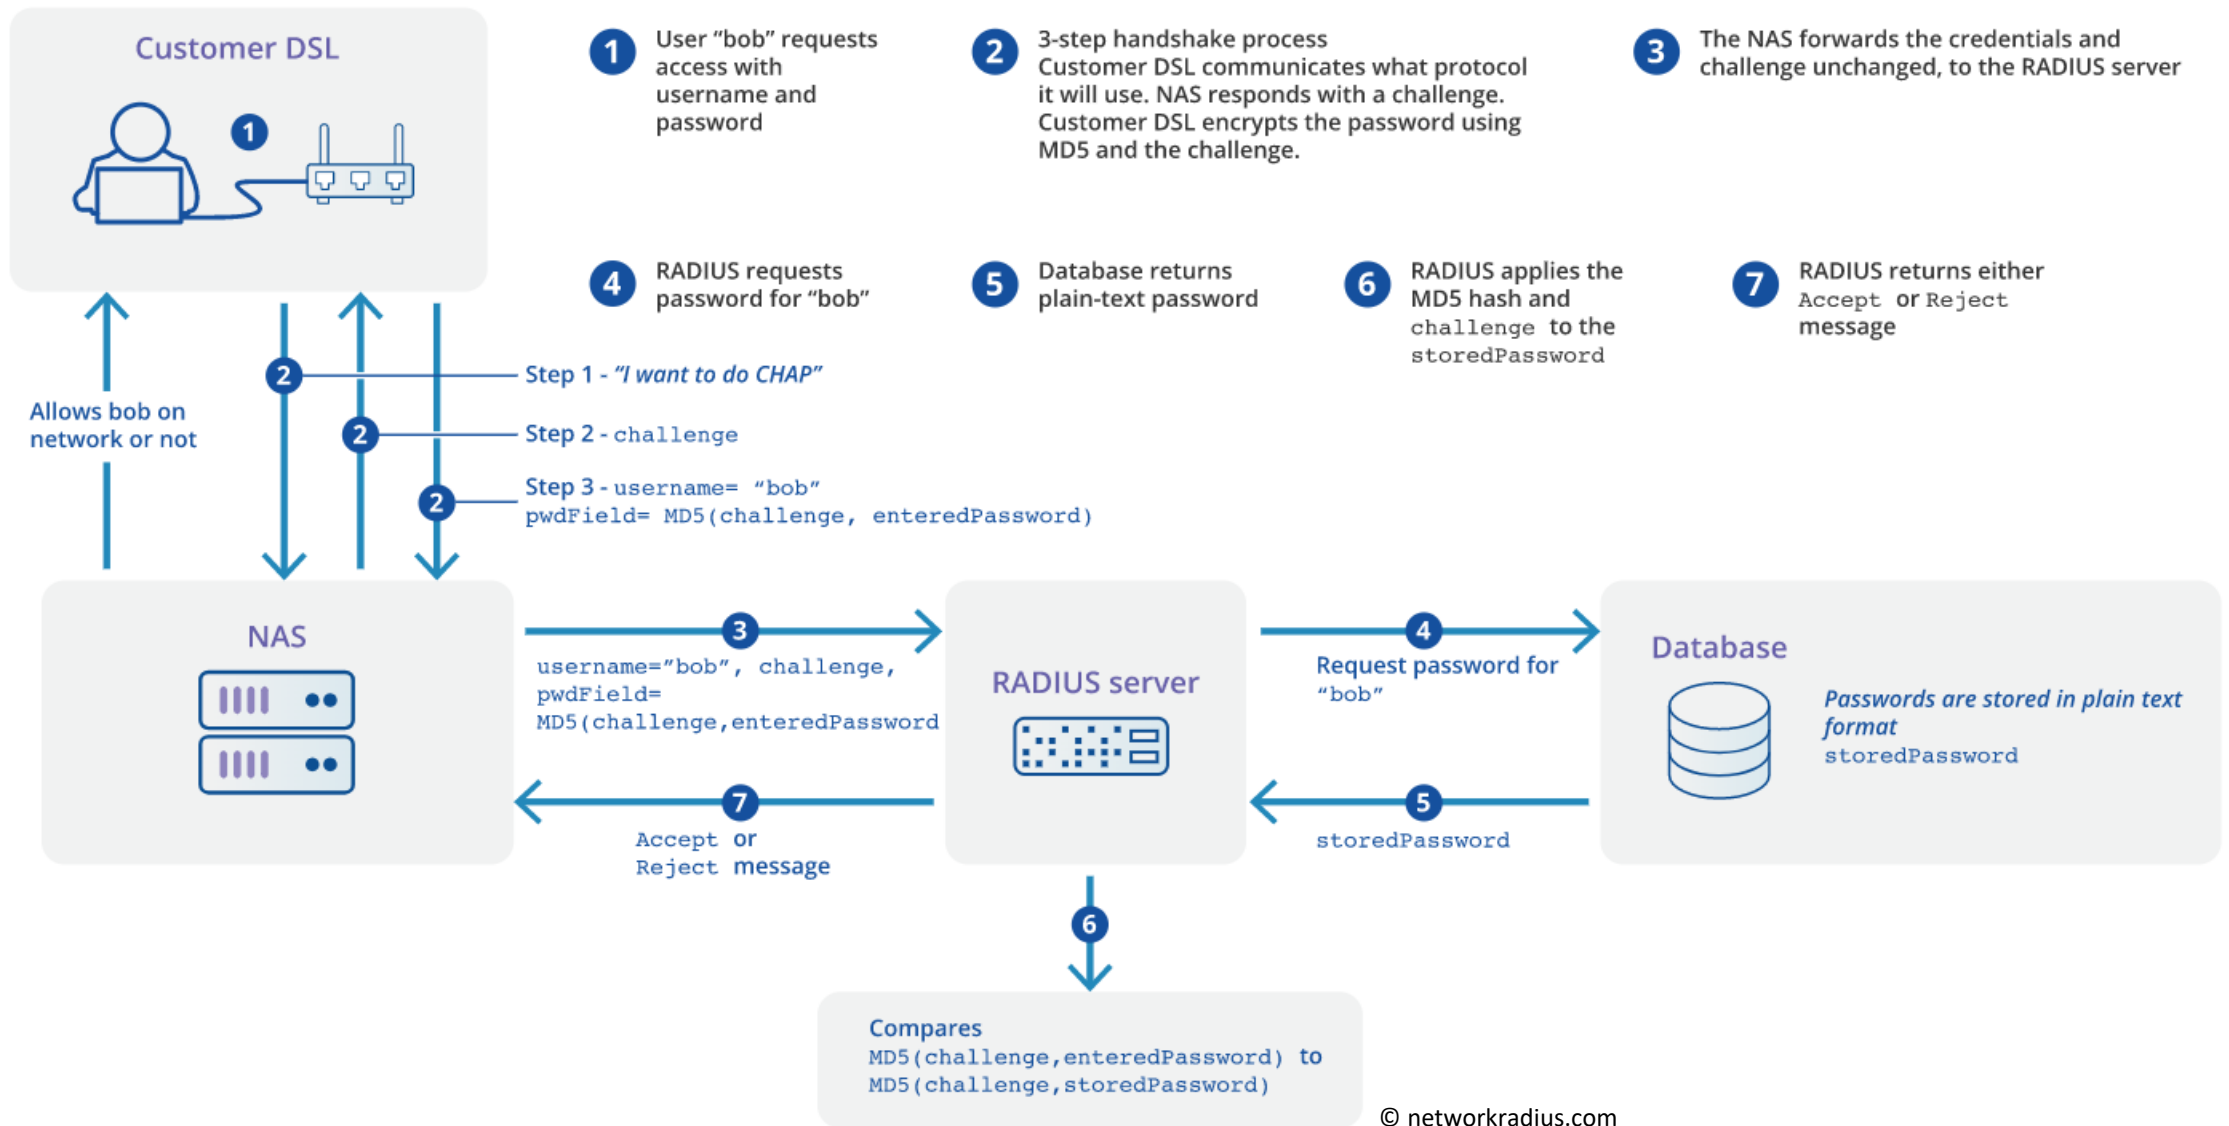 Customer DSL
1
1
User “bob” requests
access with
username and
password
2
3-step handshake process
Customer DSL communicates what protocol
it will use. NAS responds with a challenge.
Customer DSL encrypts the password using
MD5 and the challenge.
3
The NAS forwards the credentials and
challenge unchanged, to the RADIUS server
4
RADIUS requests
password for “bob”
5
Database returns
plain-text password
6
RADIUS applies the
MD5 hash and
challenge to the
storedPassword
7
RADIUS returns either
Accept or Reject
message
Allows bob on
network or not
2
Step 1 - “I want to do CHAP”
2
Step 2 - challenge
2
Step 3 - username= “bob”
pwdField= MD5(challenge, enteredPassword)
NAS
3
username=”bob”, challenge,
pwdField=
MD5(challenge,enteredPassword
7
Accept or
Reject message
RADIUS server
4
Request password for
“bob”
5
storedPassword
Database
Passwords are stored in plain text
format
storedPassword
6
Compares
MD5(challenge,enteredPassword) to
MD5(challenge,storedPassword)
© networkradius.com